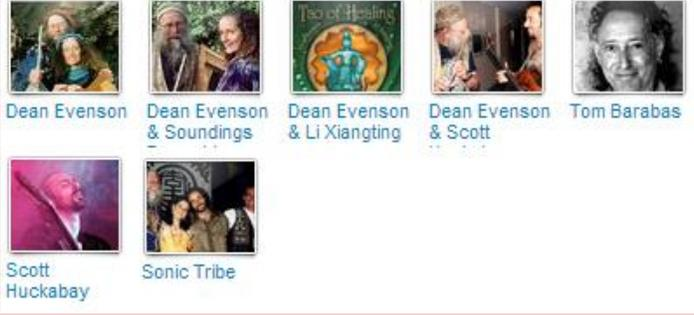 Tao of Healing
Dean Evenson
Dean Evenson
& Soundings
Dean Evenson
& Li Xiangting
Dean Evenson
& Scott
Tom Barabas
Scott
Huckabay
Sonic Tribe